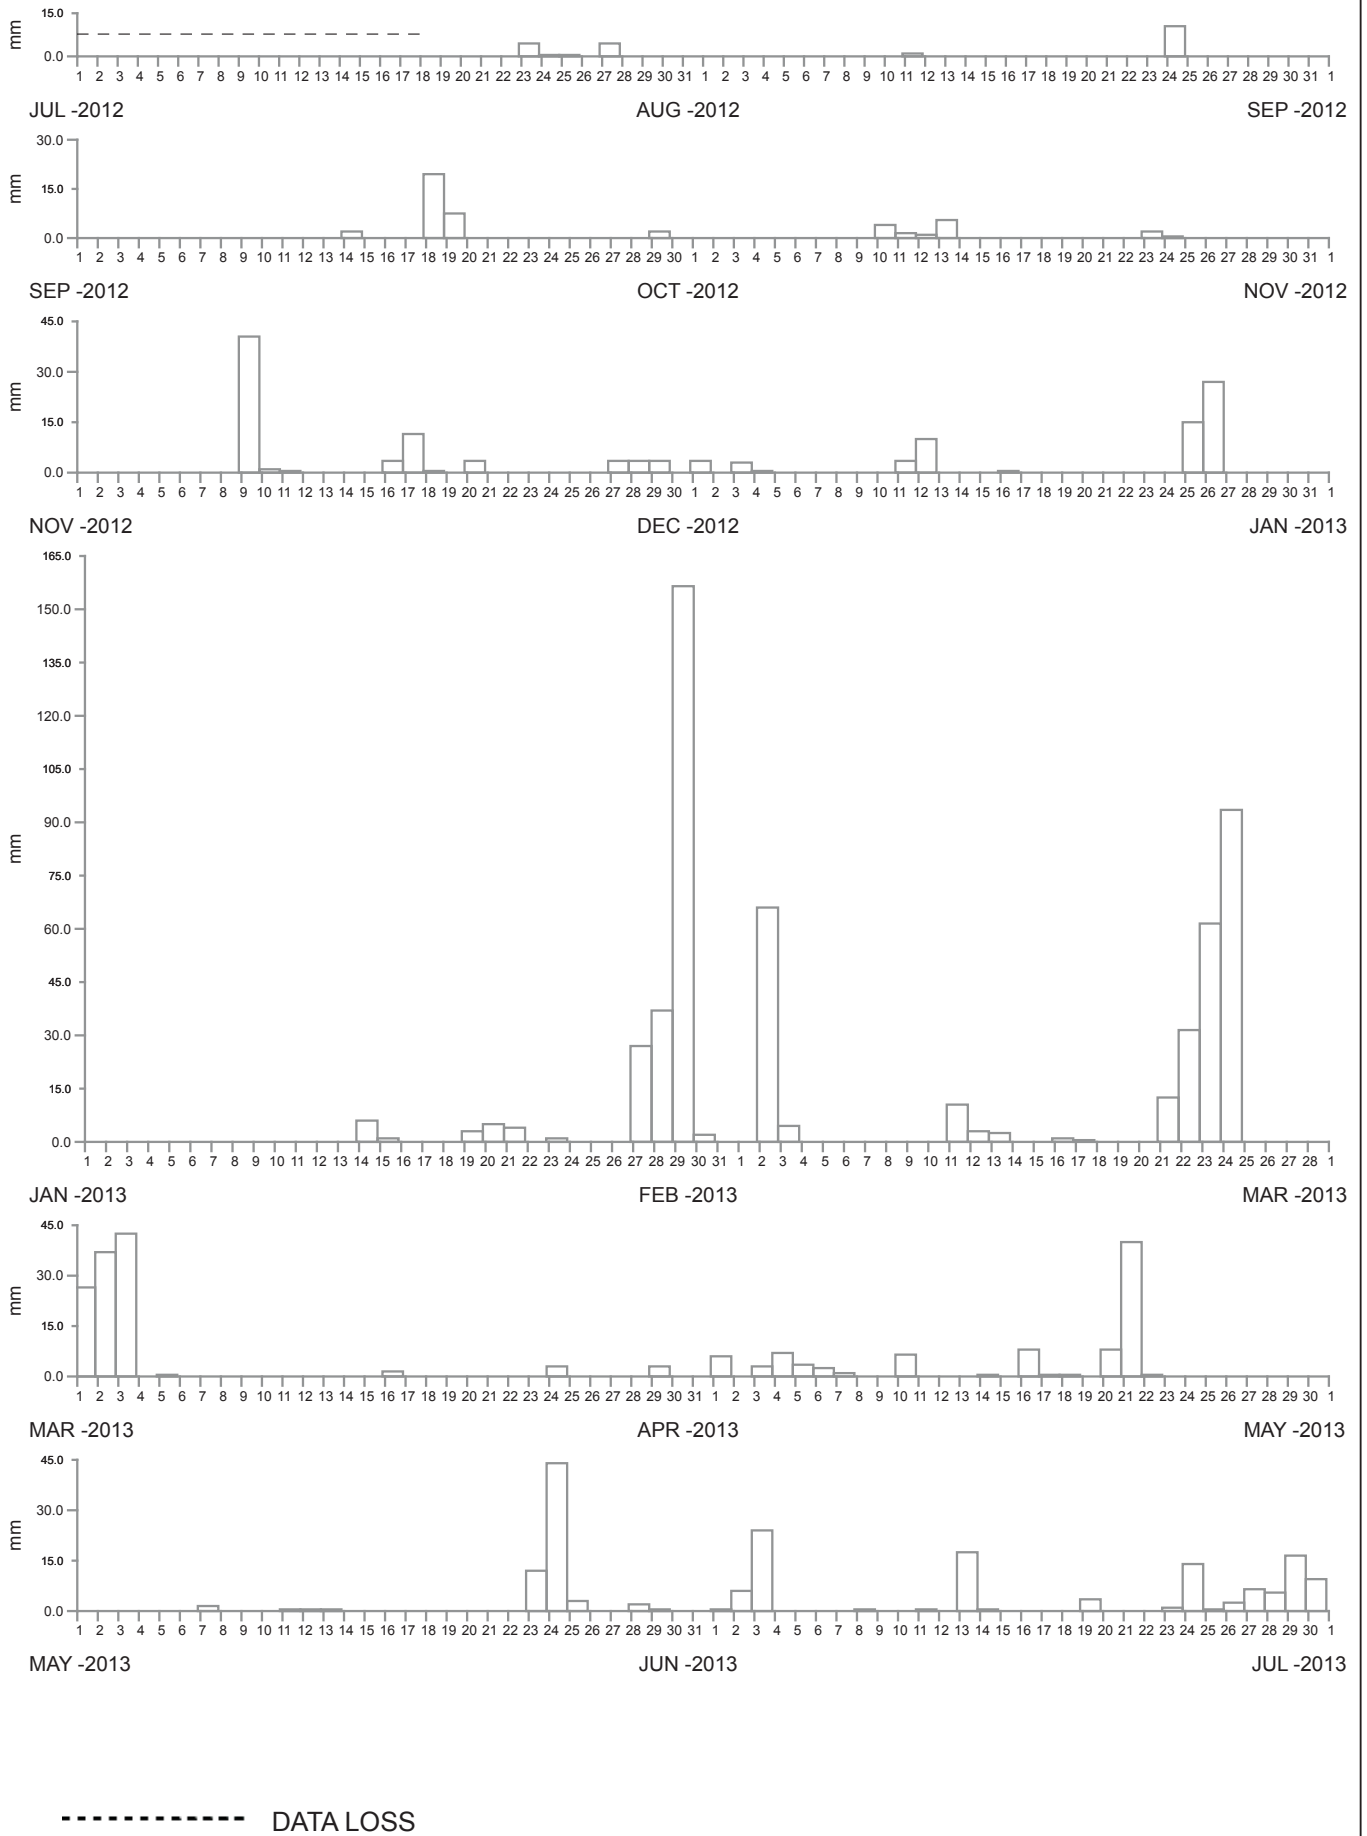 15.0
mm
0.0
1 2 3 4 5 6 7 8 9 10 11 12 13 14 15 16 17 18 19 20 21 22 23 24 25 26 27 28 29 30 31 1 2 3 4 5 6 7 8 9 10 11 12 13 14 15 16 17 18 19 20 21 22 23 24 25 26 27 28 29 30 31 1
JUL -2012 AUG -2012 SEP -2012
30.0
mm
15.0
0.0
1 2 3 4 5 6 7 8 9 10 11 12 13 14 15 16 17 18 19 20 21 22 23 24 25 26 27 28 29 30 1 2 3 4 5 6 7 8 9 10 11 12 13 14 15 16 17 18 19 20 21 22 23 24 25 26 27 28 29 30 31 1
SEP -2012 OCT -2012 NOV -2012
45.0
30.0
mm
15.0
0.0
1 2 3 4 5 6 7 8 9 10 11 12 13 14 15 16 17 18 19 20 21 22 23 24 25 26 27 28 29 30 1 2 3 4 5 6 7 8 9 10 11 12 13 14 15 16 17 18 19 20 21 22 23 24 25 26 27 28 29 30 31 1
NOV -2012 DEC -2012 JAN -2013
165.0
150.0
135.0
120.0
105.0
90.0
mm
75.0
60.0
45.0
30.0
15.0
0.0
1 2 3 4 5 6 7 8 9 10 11 12 13 14 15 16 17 18 19 20 21 22 23 24 25 26 27 28 29 30 31 1 2 3 4 5 6 7 8 9 10 11 12 13 14 15 16 17 18 19 20 21 22 23 24 25 26 27 28 1
JAN -2013 FEB -2013 MAR -2013
45.0
30.0
mm
15.0
0.0
1 2 3 4 5 6 7 8 9 10 11 12 13 14 15 16 17 18 19 20 21 22 23 24 25 26 27 28 29 30 31 1 2 3 4 5 6 7 8 9 10 11 12 13 14 15 16 17 18 19 20 21 22 23 24 25 26 27 28 29 30 1
MAR -2013 APR -2013 MAY -2013
45.0
30.0
mm
15.0
0.0
1 2 3 4 5 6 7 8 9 10 11 12 13 14 15 16 17 18 19 20 21 22 23 24 25 26 27 28 29 30 31 1 2 3 4 5 6 7 8 9 10 11 12 13 14 15 16 17 18 19 20 21 22 23 24 25 26 27 28 29 30 1
MAY -2013 JUN -2013 JUL -2013
DATA LOSS